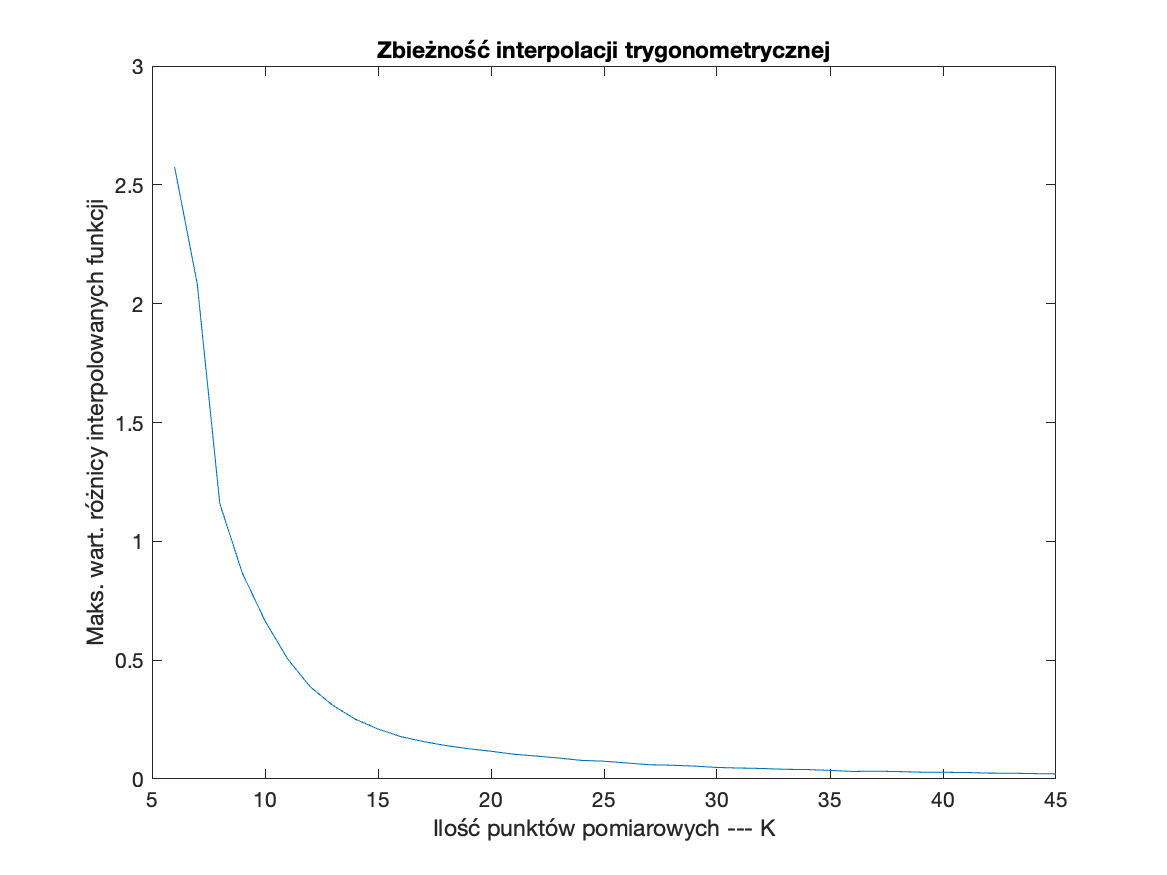 Zbieżność interpolacji trygonometrycznej
Maks. wart. różnicy interpolowanych funkcji
3
2.5
2
1.5
1
0.5
0
5 10 15 20 25 30 35 40 45
Ilość punktów pomiarowych --- K